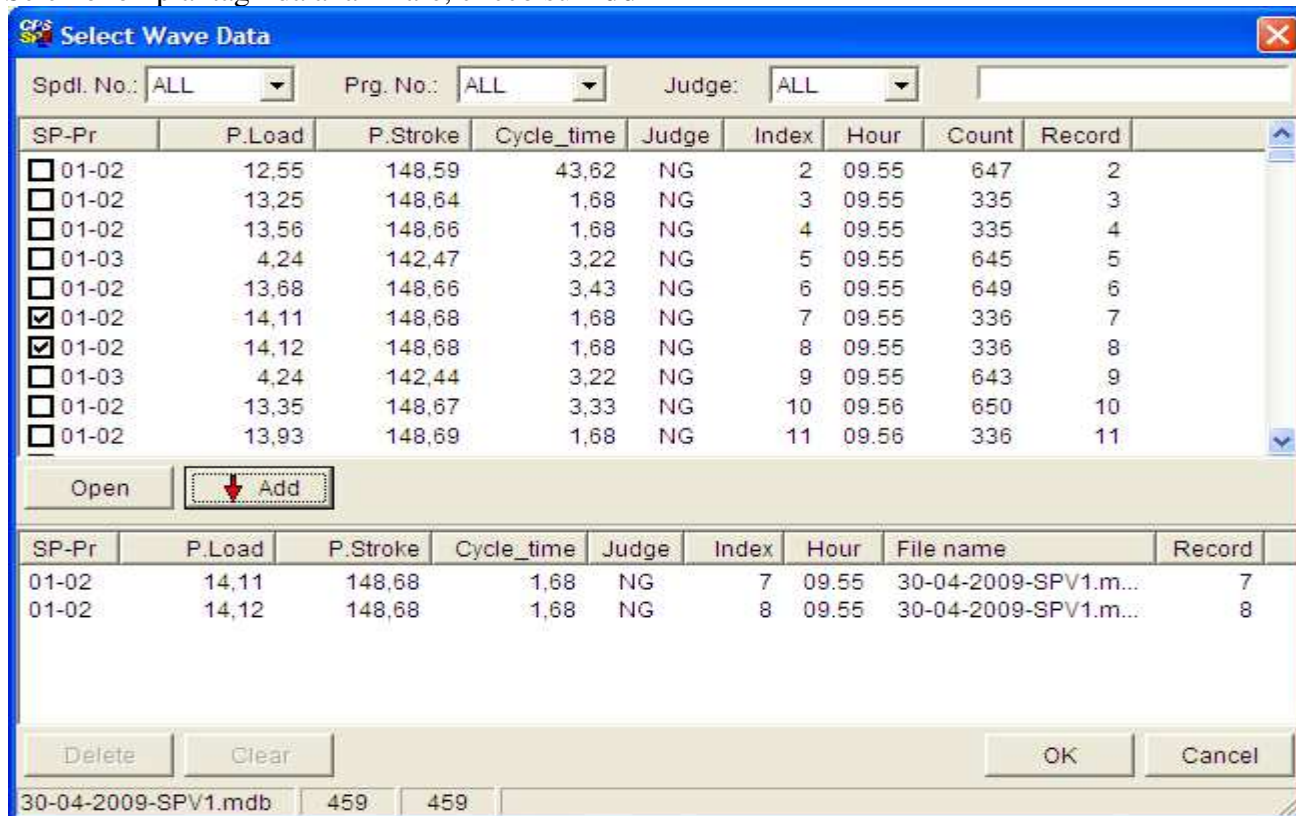 Select Wave Data
Spdl. No.: ALL Prg. No.: ALL Judge: ALL
SP-Pr P.Load P.Stroke Cycle_time Judge Index Hour Count Record
01-02 12,55 148,59 43,62 NG 2 09.55 647 2
01-02 13,25 148,64 1,68 NG 3 09.55 335 3
01-02 13,56 148,66 1,68 NG 4 09.55 335 4
01-03 4,24 142,47 3,22 NG 5 09.55 645 5
01-02 13,68 148,66 3,43 NG 6 09.55 649 6
01-02 14,11 148,68 1,68 NG 7 09.55 336 7
01-02 14,12 148,68 1,68 NG 8 09.55 336 8
01-03 4,24 142,44 3,22 NG 9 09.55 643 9
01-02 13,35 148,67 3,33 NG 10 09.56 650 10
01-02 13,93 148,69 1,68 NG 11 09.56 336 11
Open Add
SP-Pr P.Load P.Stroke Cycle_time Judge Index Hour File name Record
01-02 14,11 148,68 1,68 NG 7 09.55 30-04-2009-SPV1.m... 7
01-02 14,12 148,68 1,68 NG 8 09.55 30-04-2009-SPV1.m... 8
Delete Clear OK Cancel
30-04-2009-SPV1.mdb 459 459